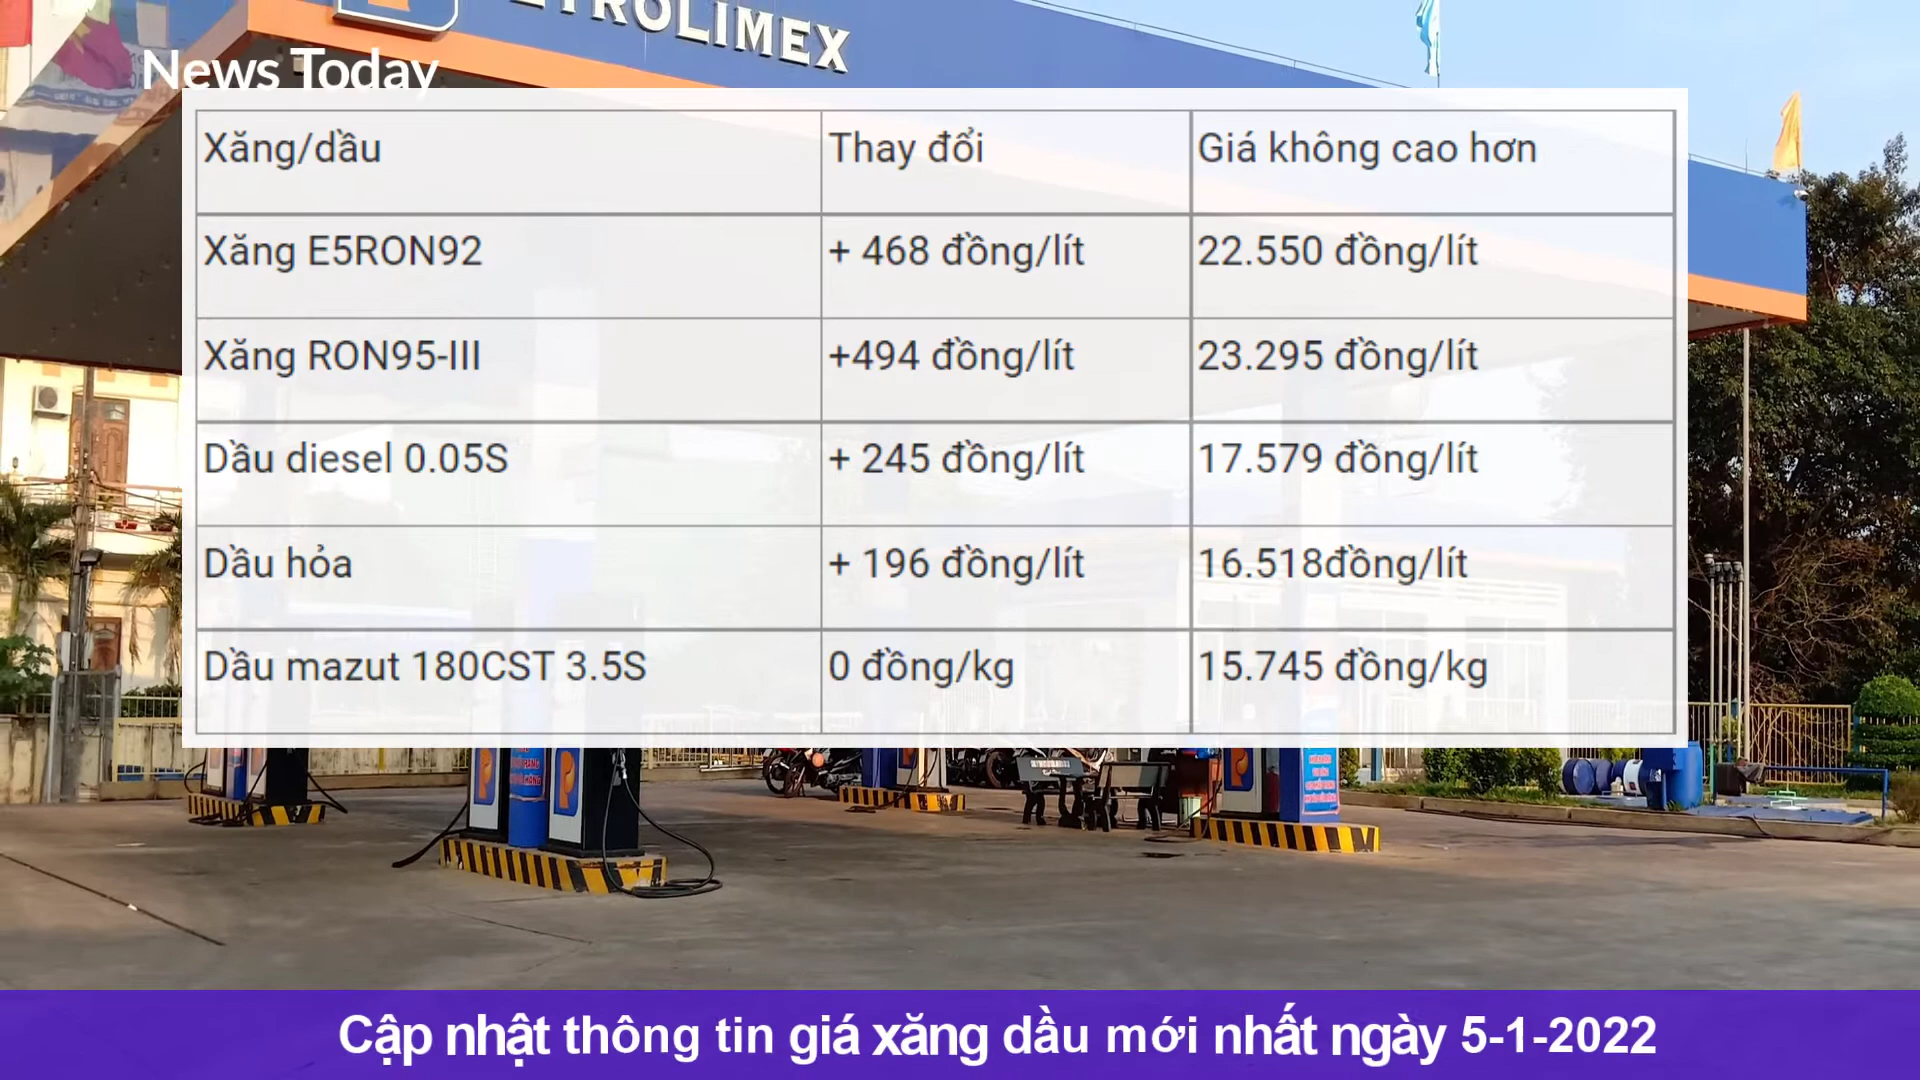 PETROLIMEX
News Today
Xăng/dầu Thay đổi Giá không cao hơn
Xăng E5RON92 + 468 đồng/lít 22.550 đồng/lít
Xăng RON95-III +494 đồng/lít 23.295 đồng/lít
Dầu diesel 0.05S + 245 đồng/lít 17.579 đồng/lít
Dầu hỏa + 196 đồng/lít 16.518đồng/lít
Dầu mazut 180CST 3.5S 0 đồng/kg 15.745 đồng/kg
Cập nhật thông tin giá xăng dầu mới nhất ngày 5-1-2022